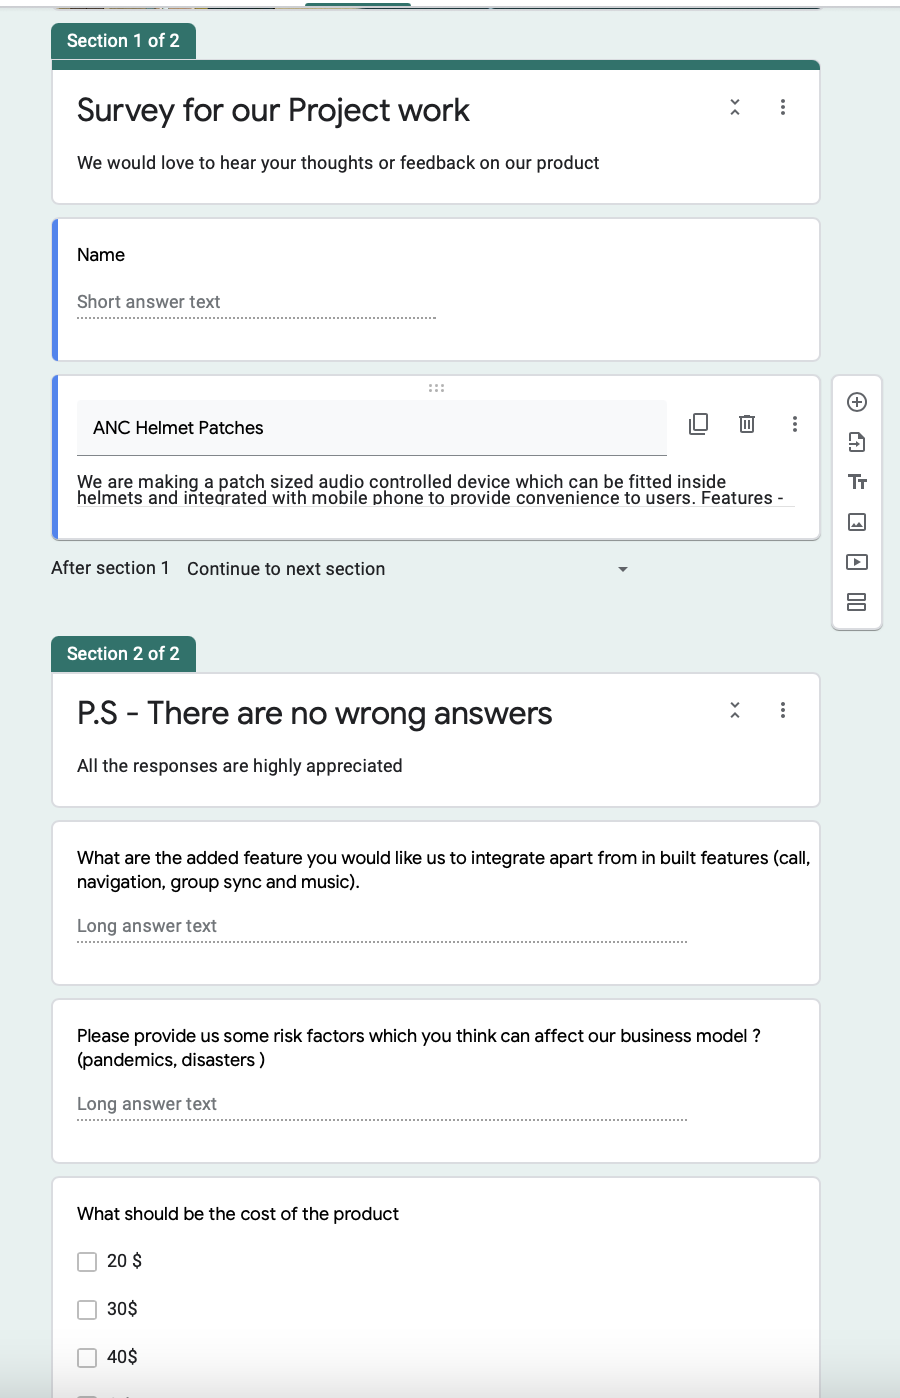 Section 1 of 2
Survey for our Project work
We would love to hear your thoughts or feedback on our product
Name
Short answer text
ANC Helmet Patches
We are making a patch sized audio controlled device which can be fitted inside
helmets and integrated with mobile phone to provide convenience to users. Features -
After section 1 Continue to next section
Section 2 of 2
P.S - There are no wrong answers
All the responses are highly appreciated
What are the added feature you would like us to integrate apart from in built features (call,
navigation, group sync and music).
Long answer text
Please provide us some risk factors which you think can affect our business model ?
(pandemics, disasters )
Long answer text
What should be the cost of the product
20 $
30$
40$